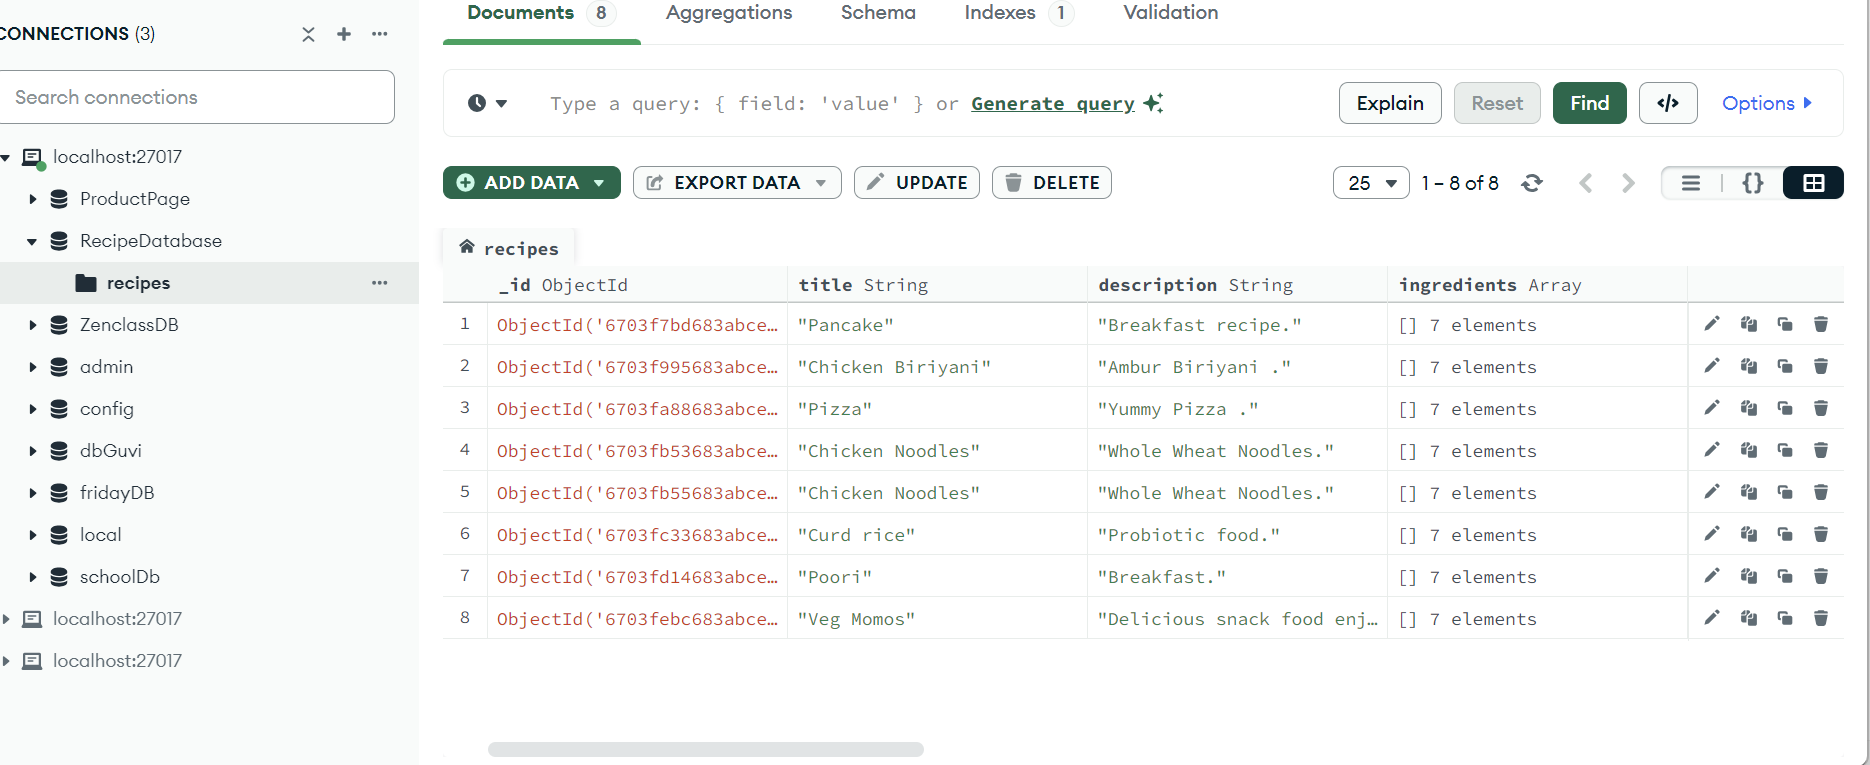 CONNECTIONS (3)
Search connections
localhost:27017
ProductPage
RecipeDatabase
recipes
ZenclassDB
admin
config
dbGuvi
fridayDB
local
schoolDb
localhost:27017
localhost:27017
Documents 8 Aggregations Schema Indexes 1 Validation
Type a query: { field: 'value' } or Generate query Explain Reset Find </> Options
ADD DATA EXPORT DATA UPDATE DELETE 25 1 – 8 of 8 {}
recipes
_id ObjectId title String description String ingredients Array
1 ObjectId('6703f7bd683abce… "Pancake" "Breakfast recipe." [] 7 elements
2 ObjectId('6703f995683abce… "Chicken Biriyani" "Ambur Biriyani ." [] 7 elements
3 ObjectId('6703fa88683abce… "Pizza" "Yummy Pizza ." [] 7 elements
4 ObjectId('6703fb53683abce… "Chicken Noodles" "Whole Wheat Noodles." [] 7 elements
5 ObjectId('6703fb55683abce… "Chicken Noodles" "Whole Wheat Noodles." [] 7 elements
6 ObjectId('6703fc33683abce… "Curd rice" "Probiotic food." [] 7 elements
7 ObjectId('6703fd14683abce… "Poori" "Breakfast." [] 7 elements
8 ObjectId('6703febc683abce… "Veg Momos" "Delicious snack food enj… [] 7 elements